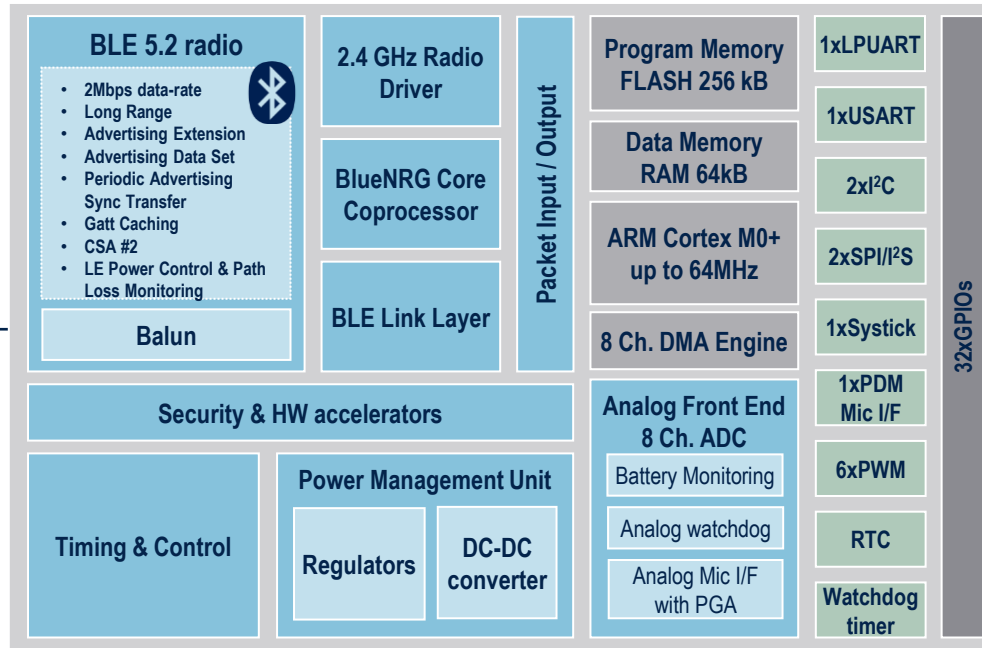 BLE 5.2 radio
• 2Mbps data-rate
• Long Range
• Advertising Extension
• Advertising Data Set
• Periodic Advertising
Sync Transfer
• Gatt Caching
• CSA #2
• LE Power Control & Path
Loss Monitoring
Balun
2.4 GHz Radio
Driver
BlueNRG Core
Coprocessor
BLE Link Layer
Packet Input / Output
Security & HW accelerators
Timing & Control
Power Management Unit
Regulators
DC-DC
converter
Program Memory
FLASH 256 kB
Data Memory
RAM 64kB
ARM Cortex M0+
up to 64MHz
8 Ch. DMA Engine
Analog Front End
8 Ch. ADC
Battery Monitoring
Analog watchdog
Analog Mic I/F
with PGA
1xLPUART
1xUSART
2xI²C
2xSPI/I²S
1xSystick
1xPDM
Mic I/F
6xPWM
RTC
Watchdog
timer
32xGPIOs